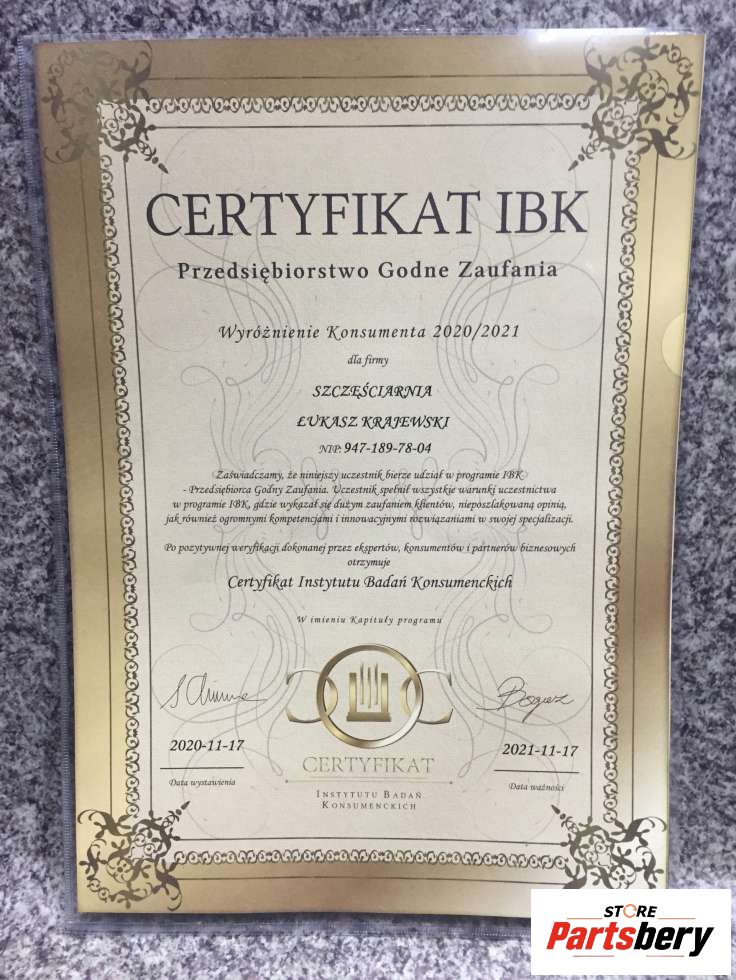 CERTYFIKAT IBK
Przedsiębiorstwo Godne Zaufania
Wyróżnienie Konsumenta 2020/2021
dla firmy
SZCZĘŚCIARNIA
ŁUKASZ KRAJEWSKI
NIP: 947-189-78-04
Zaświadczamy, że niniejszy uczestnik bierze udział w programie IBK
- Przedsiębiorca Godny Zaufania. Uczestnik spełnił wszystkie warunki uczestnictwa
w programie IBK, gdzie wykazał się dużym zaufaniem klientów, nieposzlakowaną opinią,
jak również ogromnymi kompetencjami i innowacyjnymi rozwiązaniami w swojej specjalizacji.
Po pozytywnej weryfikacji dokonanej przez ekspertów, konsumentów i partnerów biznesowych
otrzymuje
Certyfikat Instytutu Badań Konsumenckich
W imieniu Kapituły programu
2020-11-17
Data wystawienia
CERTYFIKAT
INSTYTUTU BADAŃ
KONSUMENCKICH
2021-11-17
Data ważności
STORE
Partsbery